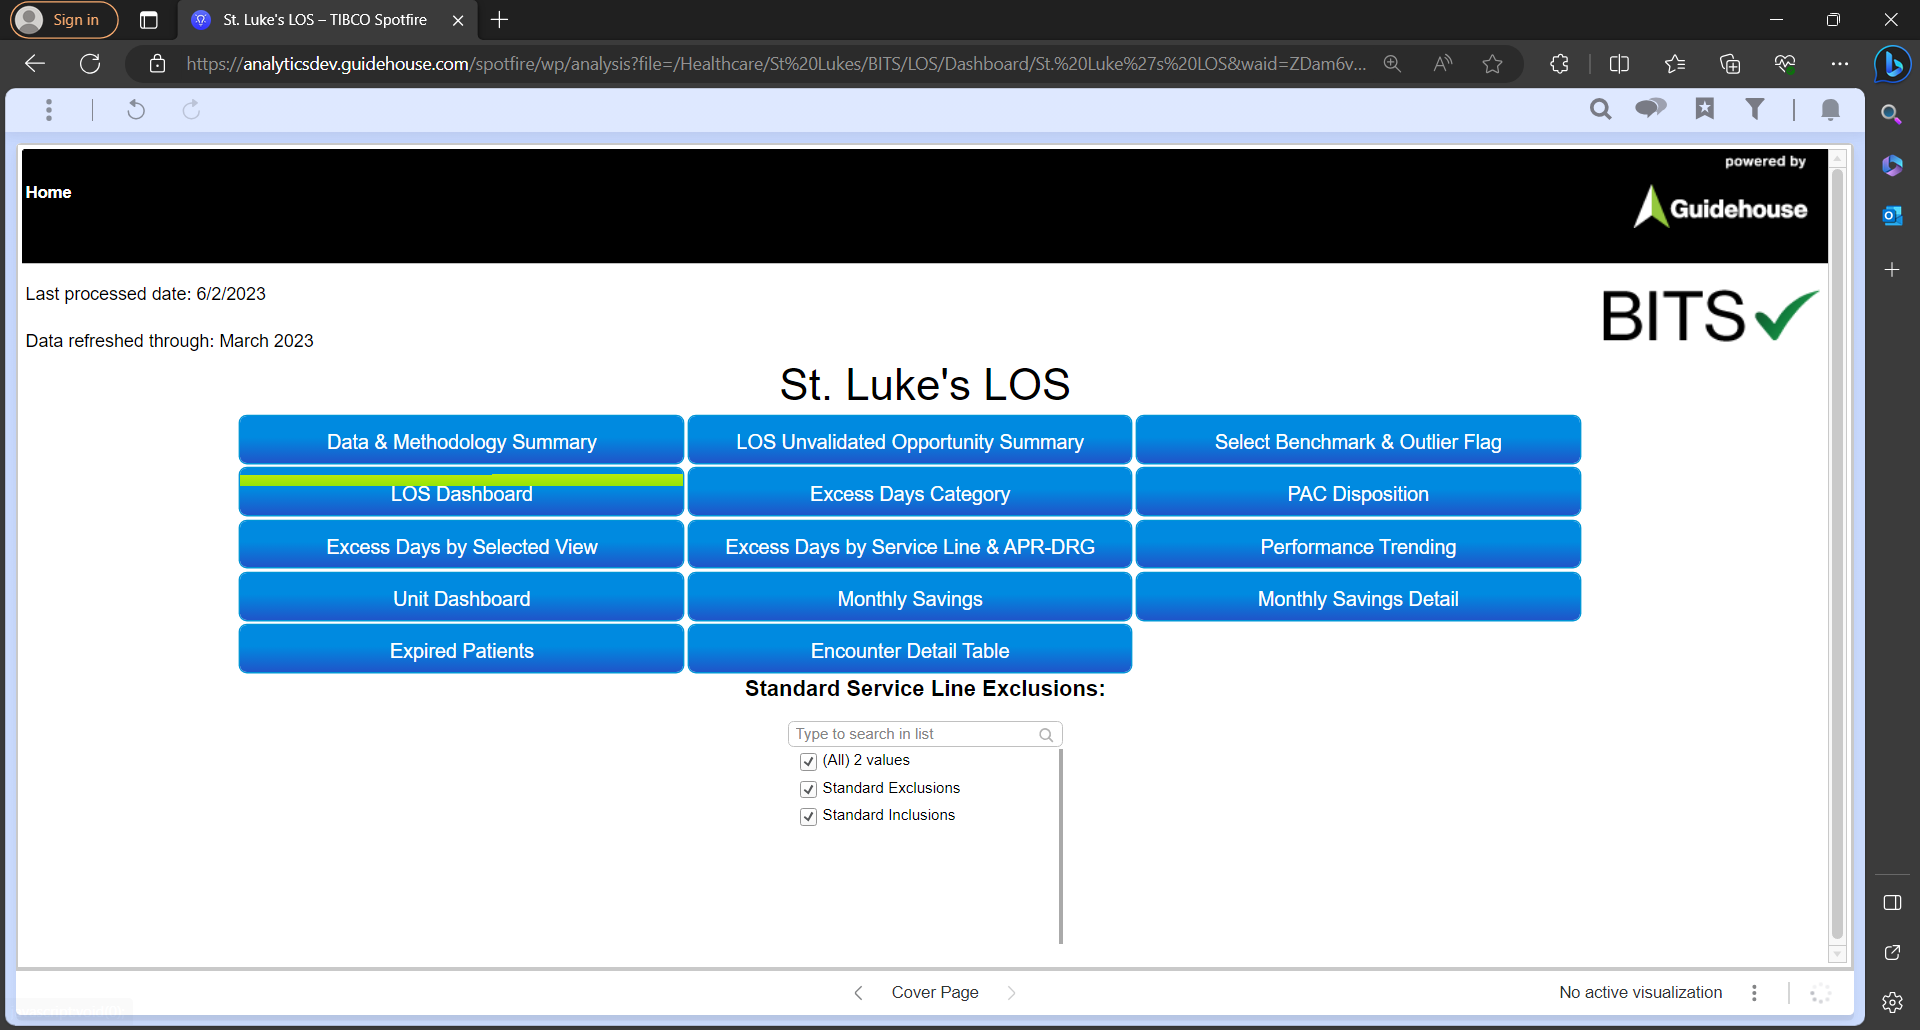 Sign in
St. Luke's LOS – TIBCO Spotfire
https://analyticsdev.guidehouse.com/spotfire/wp/analysis?file=/Healthcare/St%20Lukes/BITS/LOS/Dashboard/St.%20Luke%27s%20LOS&waid=ZDam6v...
powered by
Home
Guidehouse
Last processed date: 6/2/2023
BITS
Data refreshed through: March 2023
St. Luke's LOS
Data & Methodology Summary
LOS Unvalidated Opportunity Summary
Select Benchmark & Outlier Flag
LOS Dashboard
Excess Days Category
PAC Disposition
Excess Days by Selected View
Excess Days by Service Line & APR-DRG
Performance Trending
Unit Dashboard
Monthly Savings
Monthly Savings Detail
Expired Patients
Encounter Detail Table
Standard Service Line Exclusions:
Type to search in list
(All) 2 values
Standard Exclusions
Standard Inclusions
Cover Page
No active visualization